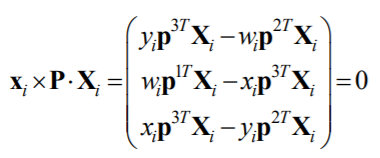 y_i p^{3T} X_i − w_i p^{2T} X_i
x_i × P · X_i = ( w_i p^{1T} X_i − x_i p^{3T} X_i ) = 0
x_i p^{3T} X_i − y_i p^{2T} X_i